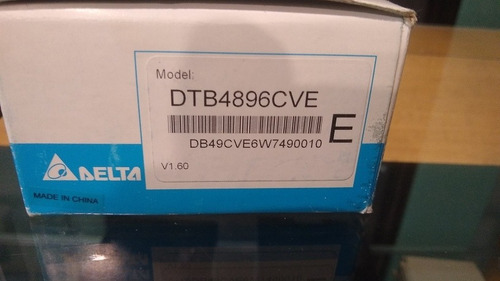 Model:
DTB4896CVE
E
DB49CVE6W7490010
V1.60
DELTA
MADE IN CHINA